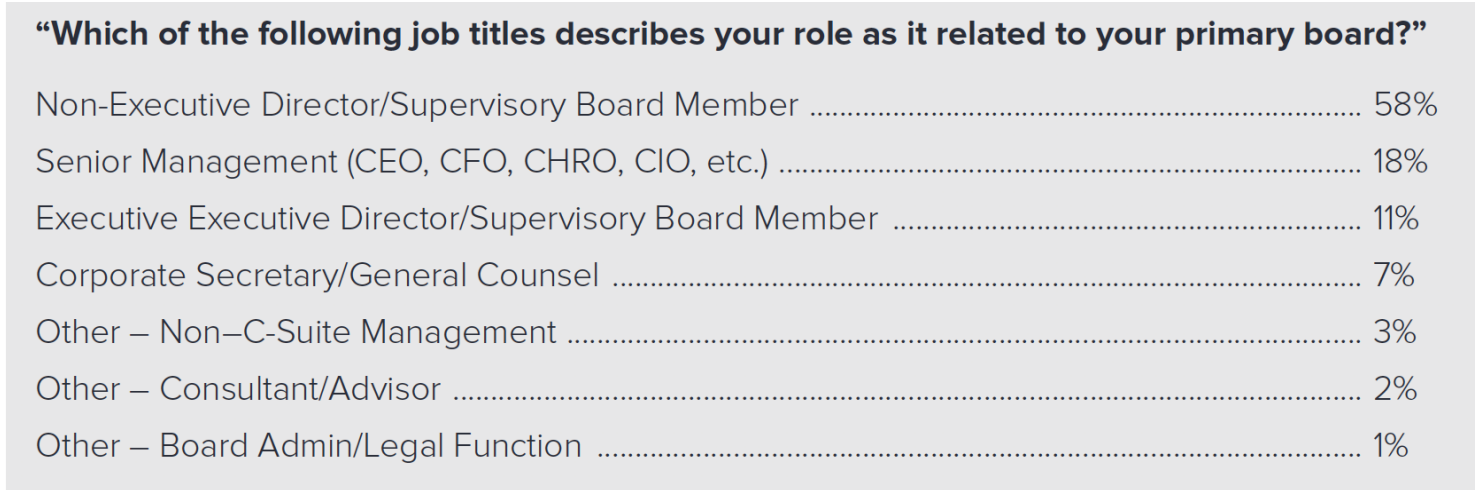 “Which of the following job titles describes your role as it related to your primary board?”
Non-Executive Director/Supervisory Board Member ........................................................................ 58%
Senior Management (CEO, CFO, CHRO, CIO, etc.) ............................................................................ 18%
Executive Executive Director/Supervisory Board Member ............................................................. 11%
Corporate Secretary/General Counsel .................................................................................................. 7%
Other – Non–C-Suite Management ........................................................................................................ 3%
Other – Consultant/Advisor ....................................................................................................................... 2%
Other – Board Admin/Legal Function .................................................................................................... 1%